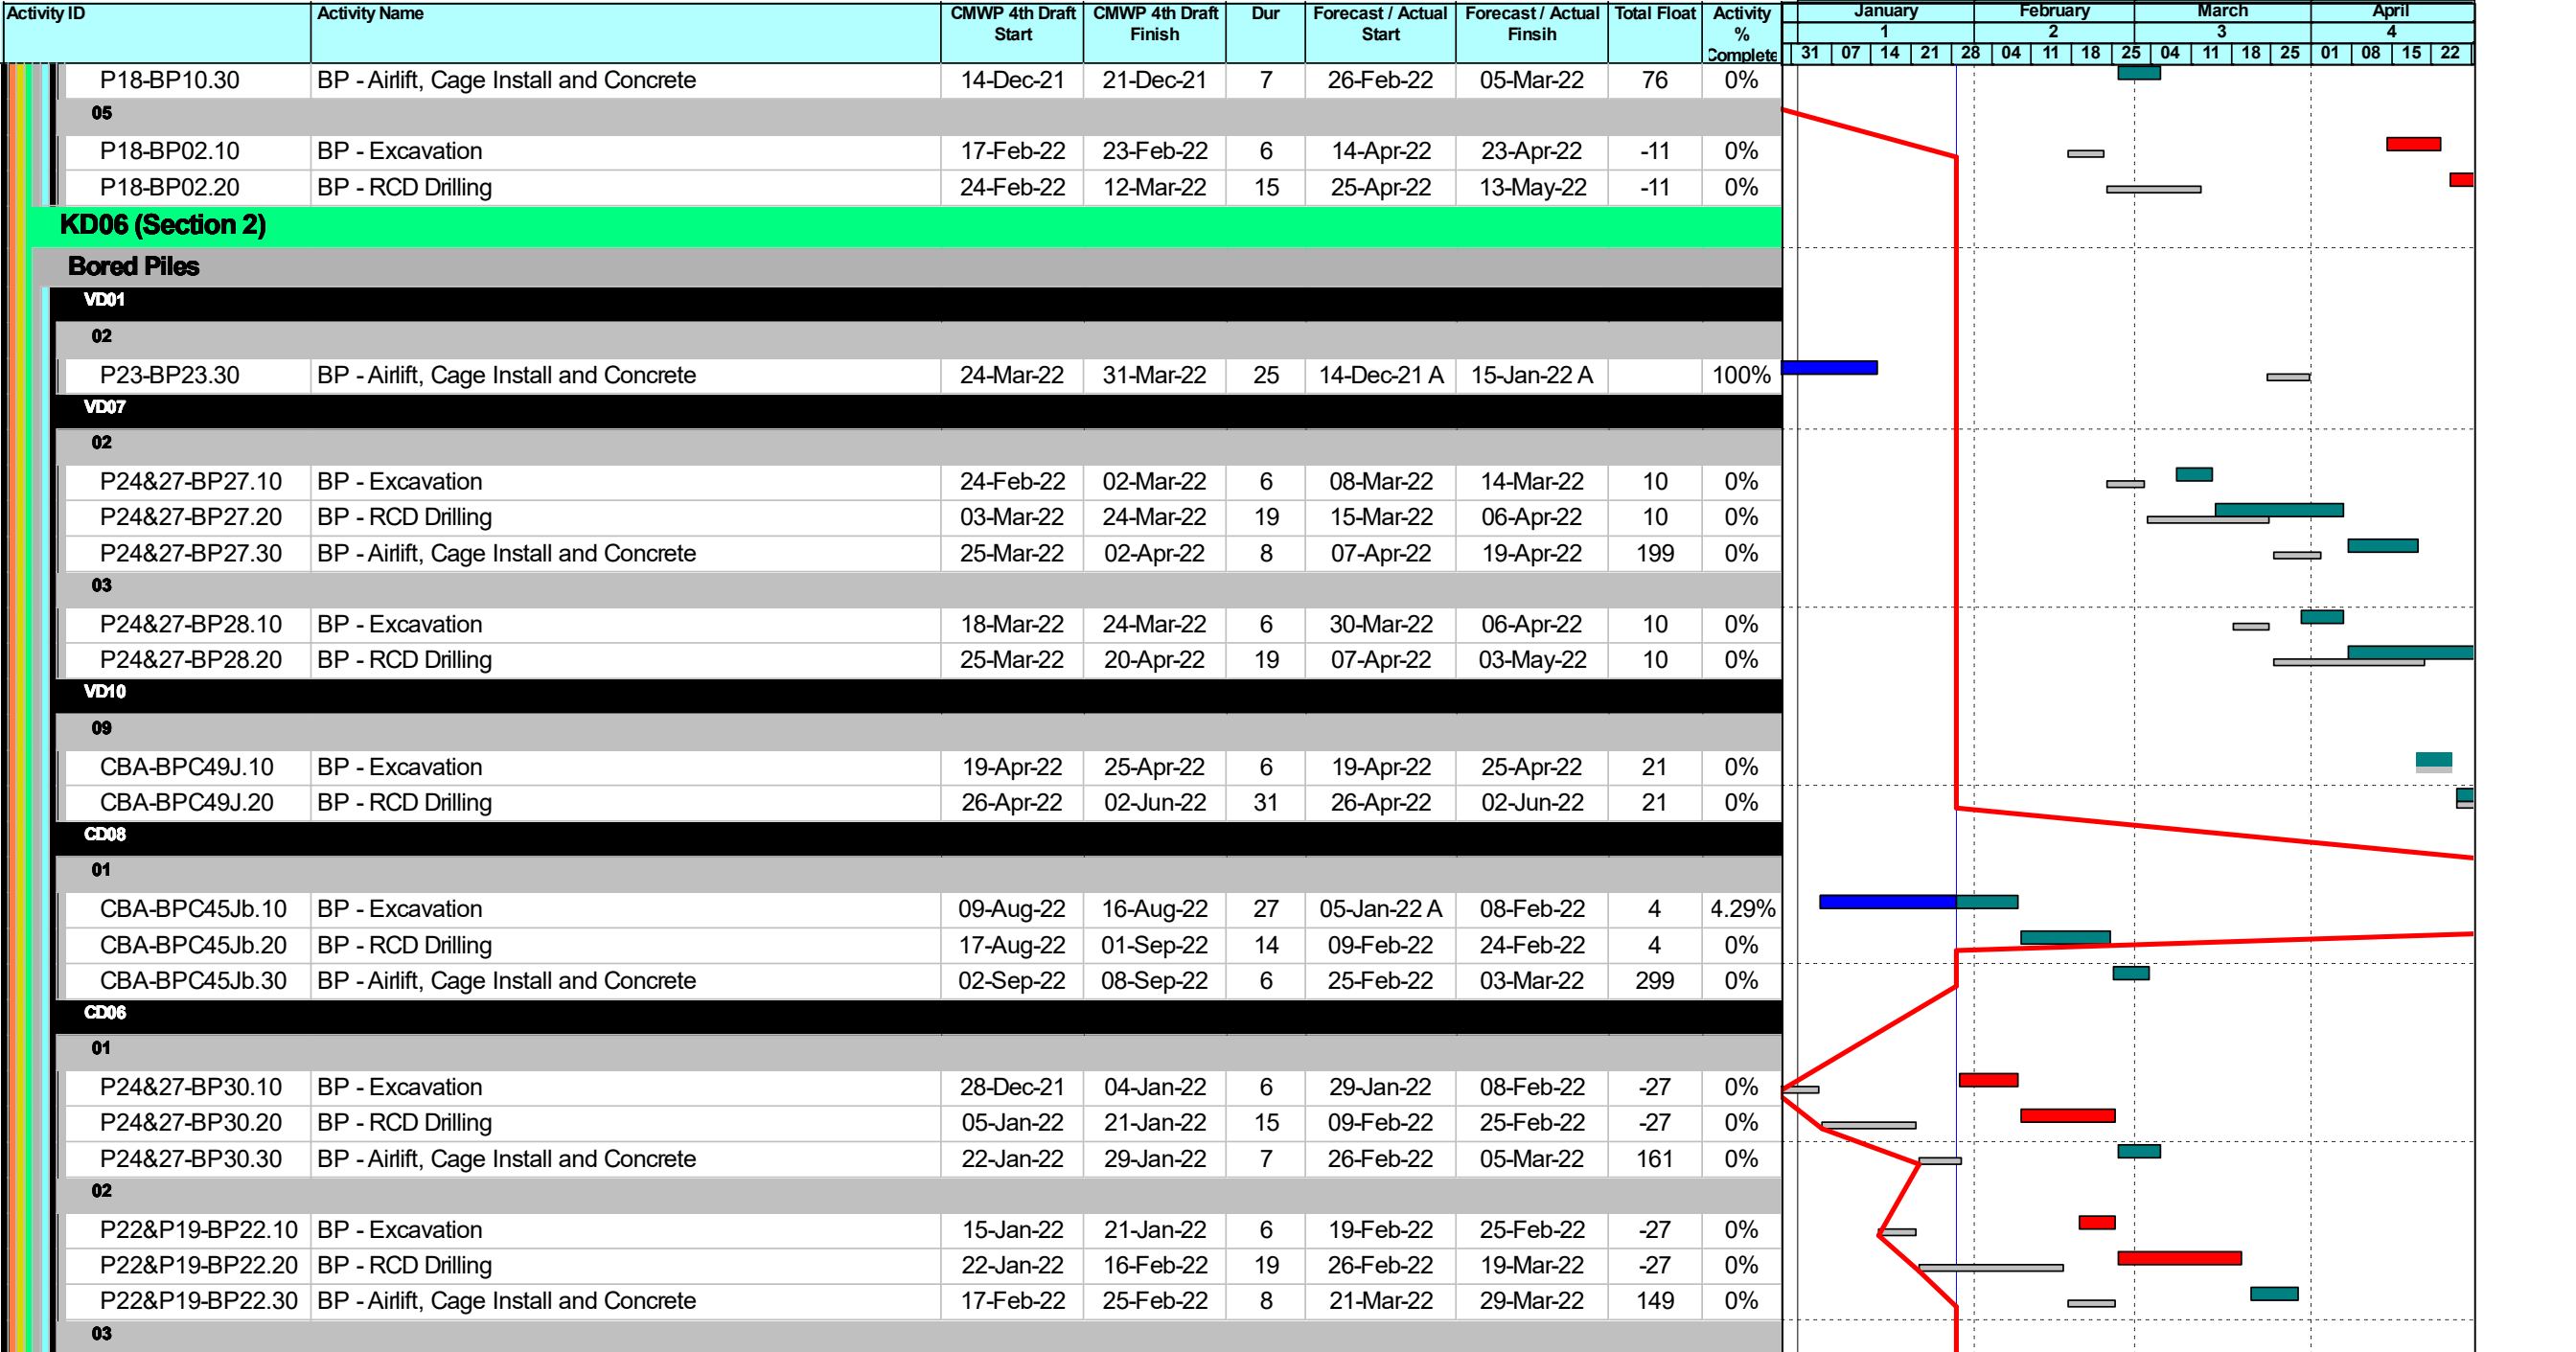 Activity ID Activity Name CMWP 4th Draft Start CMWP 4th Draft Finish Dur Forecast / Actual Start Forecast / Actual Finsih Total Float Activity % Complete January February March April
1 2 3 4
31 07 14 21 28 04 11 18 25 04 11 18 25 01 08 15 22
P18-BP10.30 BP - Airlift, Cage Install and Concrete 14-Dec-21 21-Dec-21 7 26-Feb-22 05-Mar-22 76 0%
05
P18-BP02.10 BP - Excavation 17-Feb-22 23-Feb-22 6 14-Apr-22 23-Apr-22 -11 0%
P18-BP02.20 BP - RCD Drilling 24-Feb-22 12-Mar-22 15 25-Apr-22 13-May-22 -11 0%
KD06 (Section 2)
Bored Piles
VD01
02
P23-BP23.30 BP - Airlift, Cage Install and Concrete 24-Mar-22 31-Mar-22 25 14-Dec-21 A 15-Jan-22 A 100%
VD07
02
P24&27-BP27.10 BP - Excavation 24-Feb-22 02-Mar-22 6 08-Mar-22 14-Mar-22 10 0%
P24&27-BP27.20 BP - RCD Drilling 03-Mar-22 24-Mar-22 19 15-Mar-22 06-Apr-22 10 0%
P24&27-BP27.30 BP - Airlift, Cage Install and Concrete 25-Mar-22 02-Apr-22 8 07-Apr-22 19-Apr-22 199 0%
03
P24&27-BP28.10 BP - Excavation 18-Mar-22 24-Mar-22 6 30-Mar-22 06-Apr-22 10 0%
P24&27-BP28.20 BP - RCD Drilling 25-Mar-22 20-Apr-22 19 07-Apr-22 03-May-22 10 0%
VD10
09
CBA-BPC49J.10 BP - Excavation 19-Apr-22 25-Apr-22 6 19-Apr-22 25-Apr-22 21 0%
CBA-BPC49J.20 BP - RCD Drilling 26-Apr-22 02-Jun-22 31 26-Apr-22 02-Jun-22 21 0%
CD08
01
CBA-BPC45Jb.10 BP - Excavation 09-Aug-22 16-Aug-22 27 05-Jan-22 A 08-Feb-22 4 4.29%
CBA-BPC45Jb.20 BP - RCD Drilling 17-Aug-22 01-Sep-22 14 09-Feb-22 24-Feb-22 4 0%
CBA-BPC45Jb.30 BP - Airlift, Cage Install and Concrete 02-Sep-22 08-Sep-22 6 25-Feb-22 03-Mar-22 299 0%
CD06
01
P24&27-BP30.10 BP - Excavation 28-Dec-21 04-Jan-22 6 29-Jan-22 08-Feb-22 -27 0%
P24&27-BP30.20 BP - RCD Drilling 05-Jan-22 21-Jan-22 15 09-Feb-22 25-Feb-22 -27 0%
P24&27-BP30.30 BP - Airlift, Cage Install and Concrete 22-Jan-22 29-Jan-22 7 26-Feb-22 05-Mar-22 161 0%
02
P22&P19-BP22.10 BP - Excavation 15-Jan-22 21-Jan-22 6 19-Feb-22 25-Feb-22 -27 0%
P22&P19-BP22.20 BP - RCD Drilling 22-Jan-22 16-Feb-22 19 26-Feb-22 19-Mar-22 -27 0%
P22&P19-BP22.30 BP - Airlift, Cage Install and Concrete 17-Feb-22 25-Feb-22 8 21-Mar-22 29-Mar-22 149 0%
03